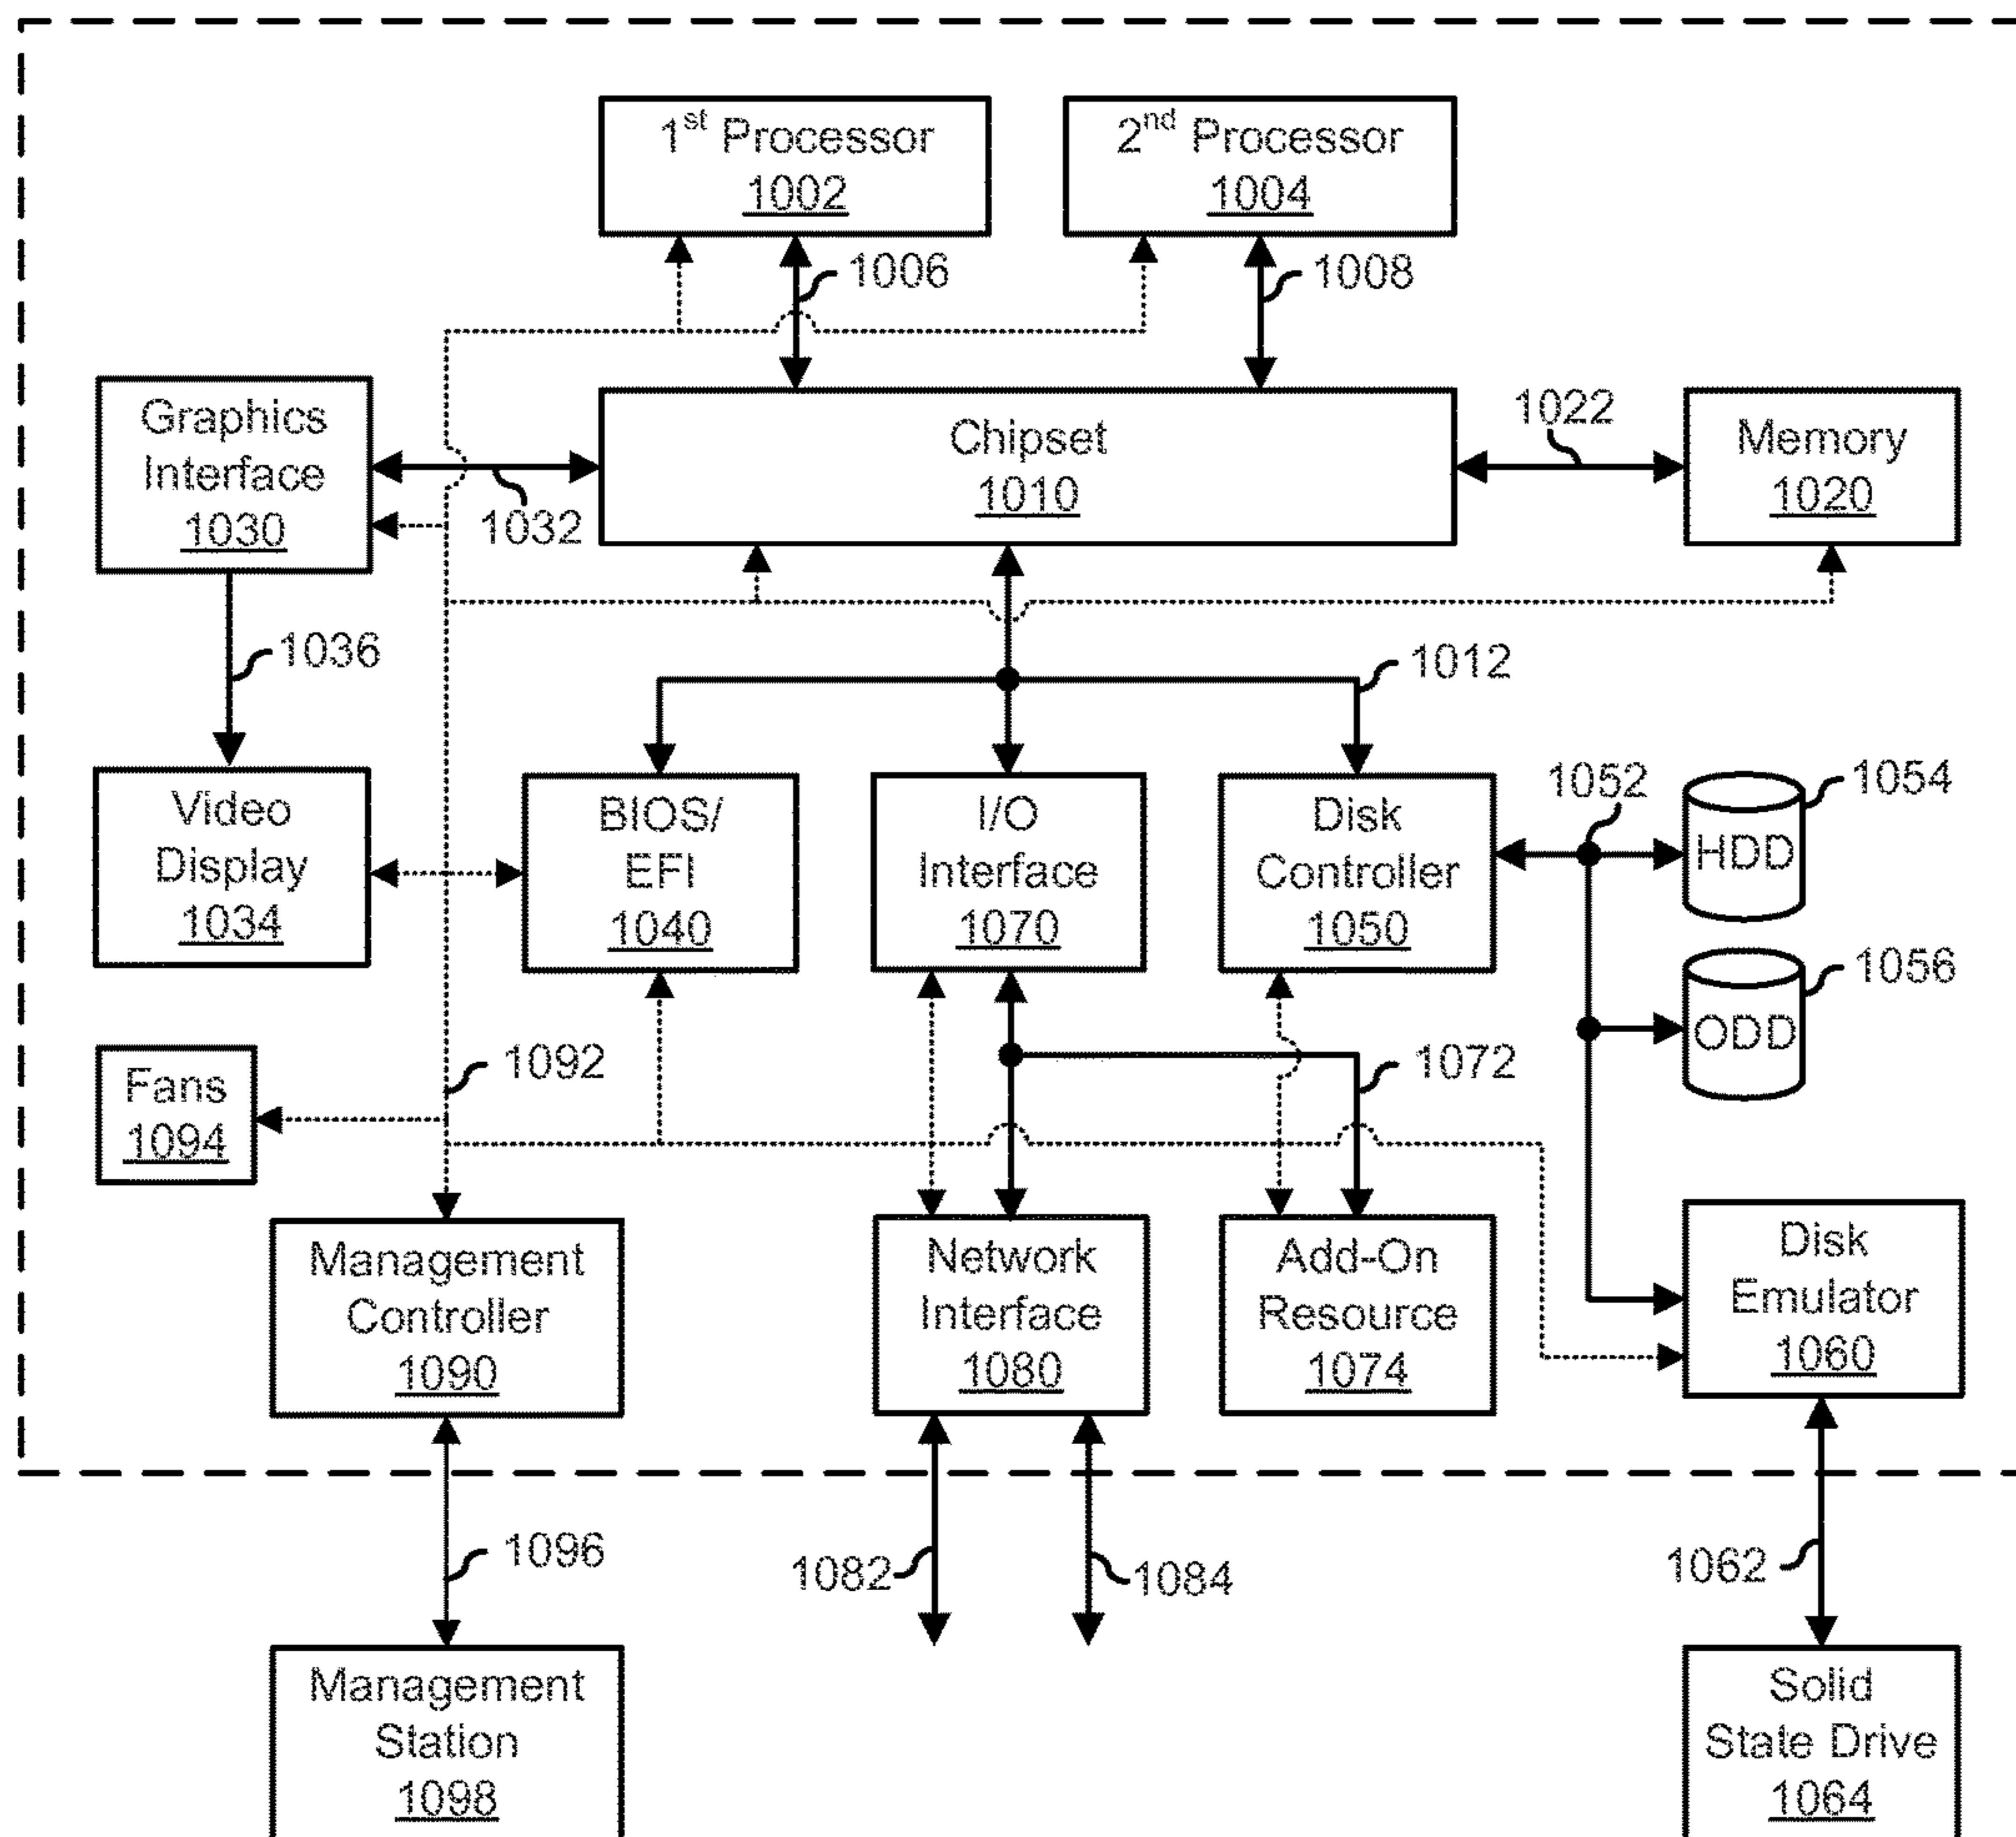 1st Processor
1002
2nd Processor
1004
1006
1008
Graphics
Interface
1030
1032
Chipset
1010
1022
Memory
1020
1036
1012
Video
Display
1034
BIOS/
EFI
1040
I/O
Interface
1070
Disk
Controller
1050
1052
1054
HDD
1056
ODD
Fans
1094
1092
1072
Management
Controller
1090
Network
Interface
1080
Add-On
Resource
1074
Disk
Emulator
1060
1096
1082
1084
1062
Management
Station
1098
Solid
State Drive
1064